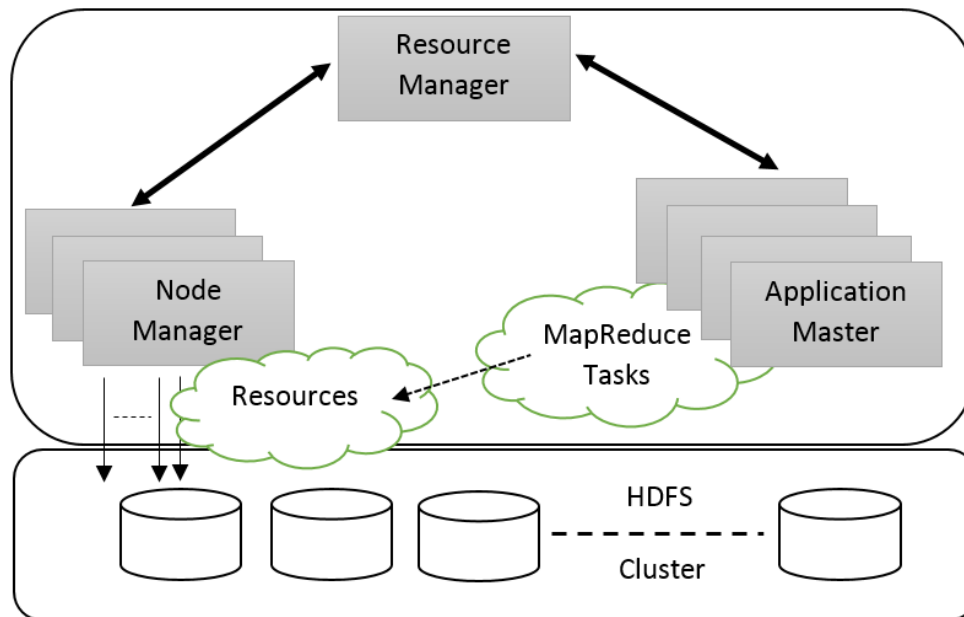 Resource
Manager
Node
Manager
Application
Master
MapReduce
Tasks
Resources
HDFS
Cluster